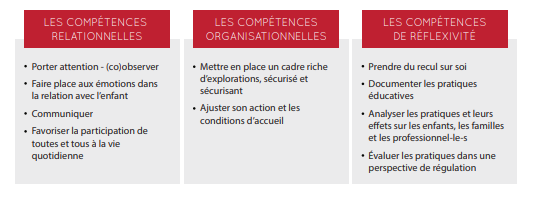 LES COMPÉTENCES
RELATIONNELLES
• Porter attention - (co)observer
• Faire place aux émotions dans
la relation avec l'enfant
• Communiquer
• Favoriser la participation de
toutes et tous à la vie
quotidienne
LES COMPÉTENCES
ORGANISATIONNELLES
• Mettre en place un cadre riche
d'explorations, sécurisé et
sécurisant
• Ajuster son action et les
conditions d'accueil
LES COMPÉTENCES
DE RÉFLEXIVITÉ
• Prendre du recul sur soi
• Documenter les pratiques
éducatives
• Analyser les pratiques et leurs
effets sur les enfants, les familles
et les professionnel-le-s
• Évaluer les pratiques dans une
perspective de régulation